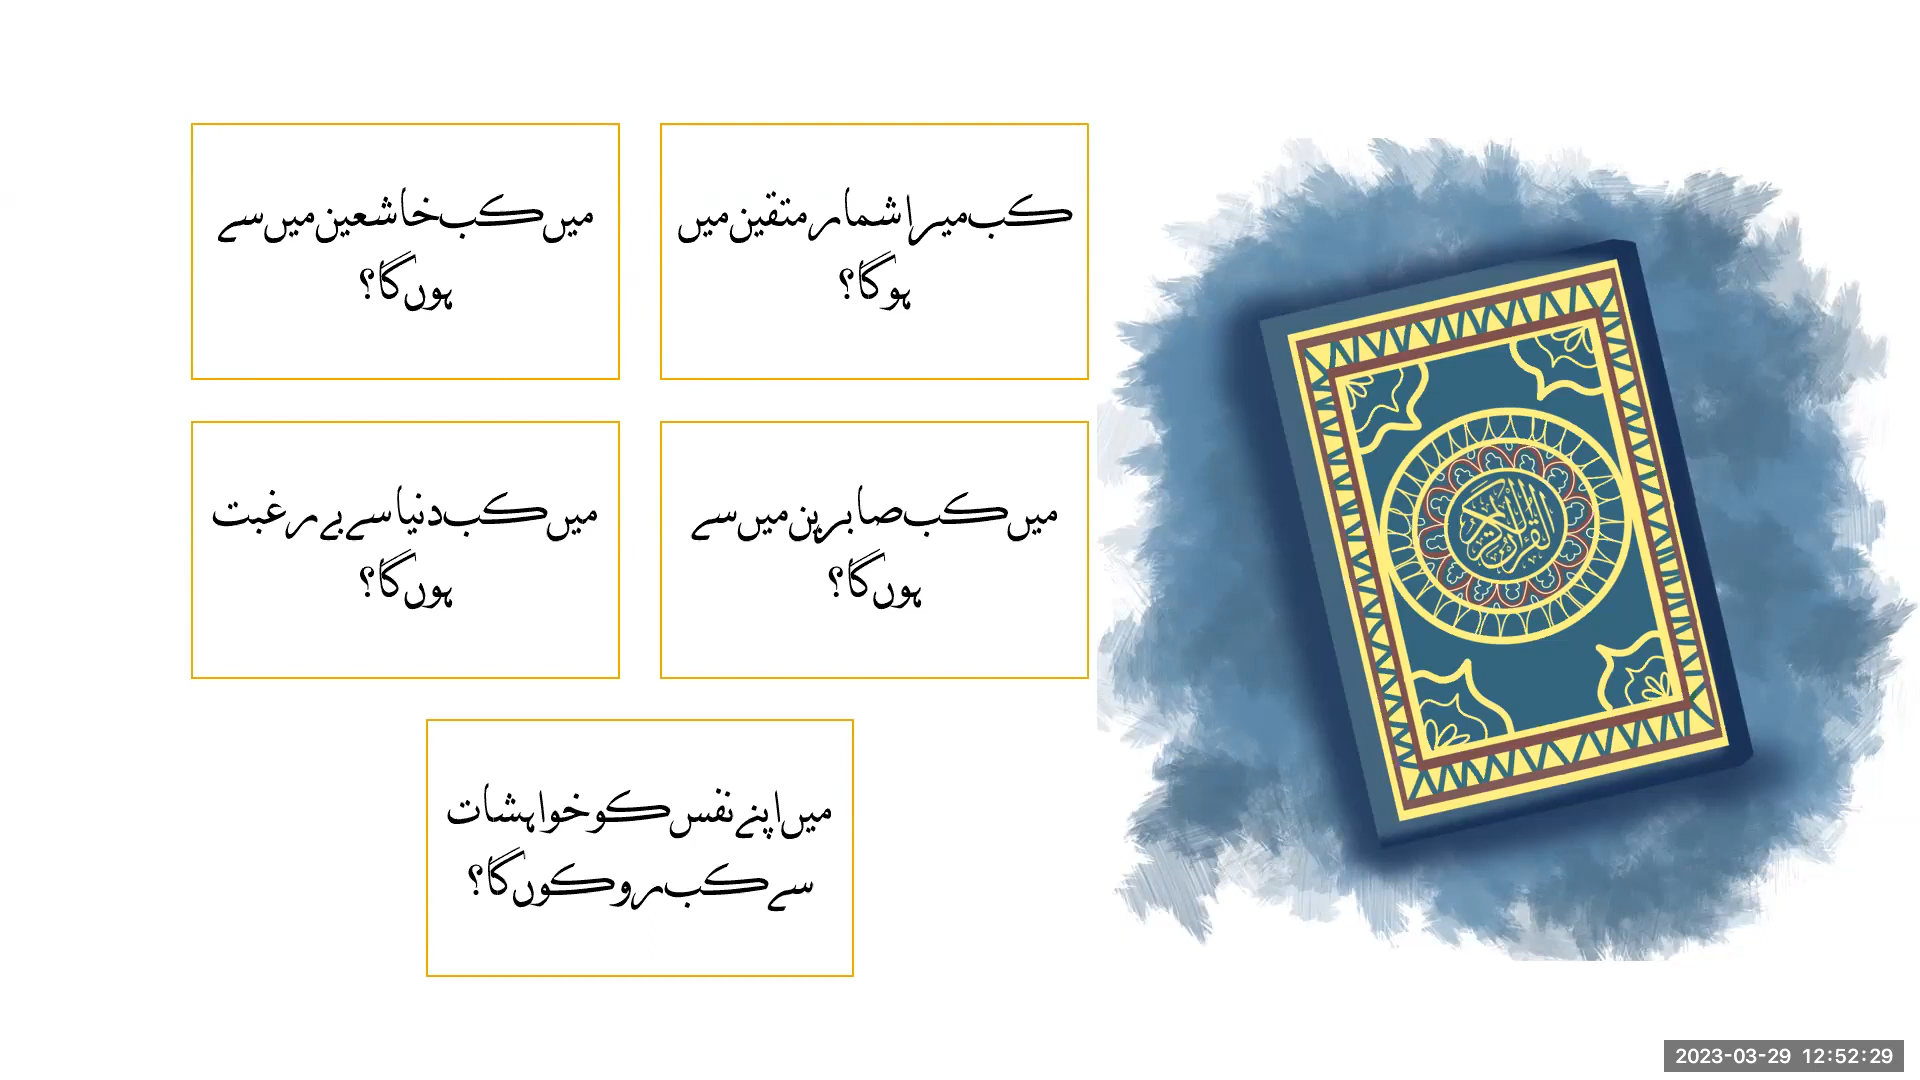 کب میرا شمار متقین میں
ہوگا؟
میں کب خاشعین میں سے
ہوں گا؟
میں کب صابرین میں سے
ہوں گا؟
میں کب دنیا سے بے رغبت
ہوں گا؟
میں اپنے نفس کو خواہشات
سے کب روکوں گا؟
القرآن الكريم
2023-03-29 12:52:29